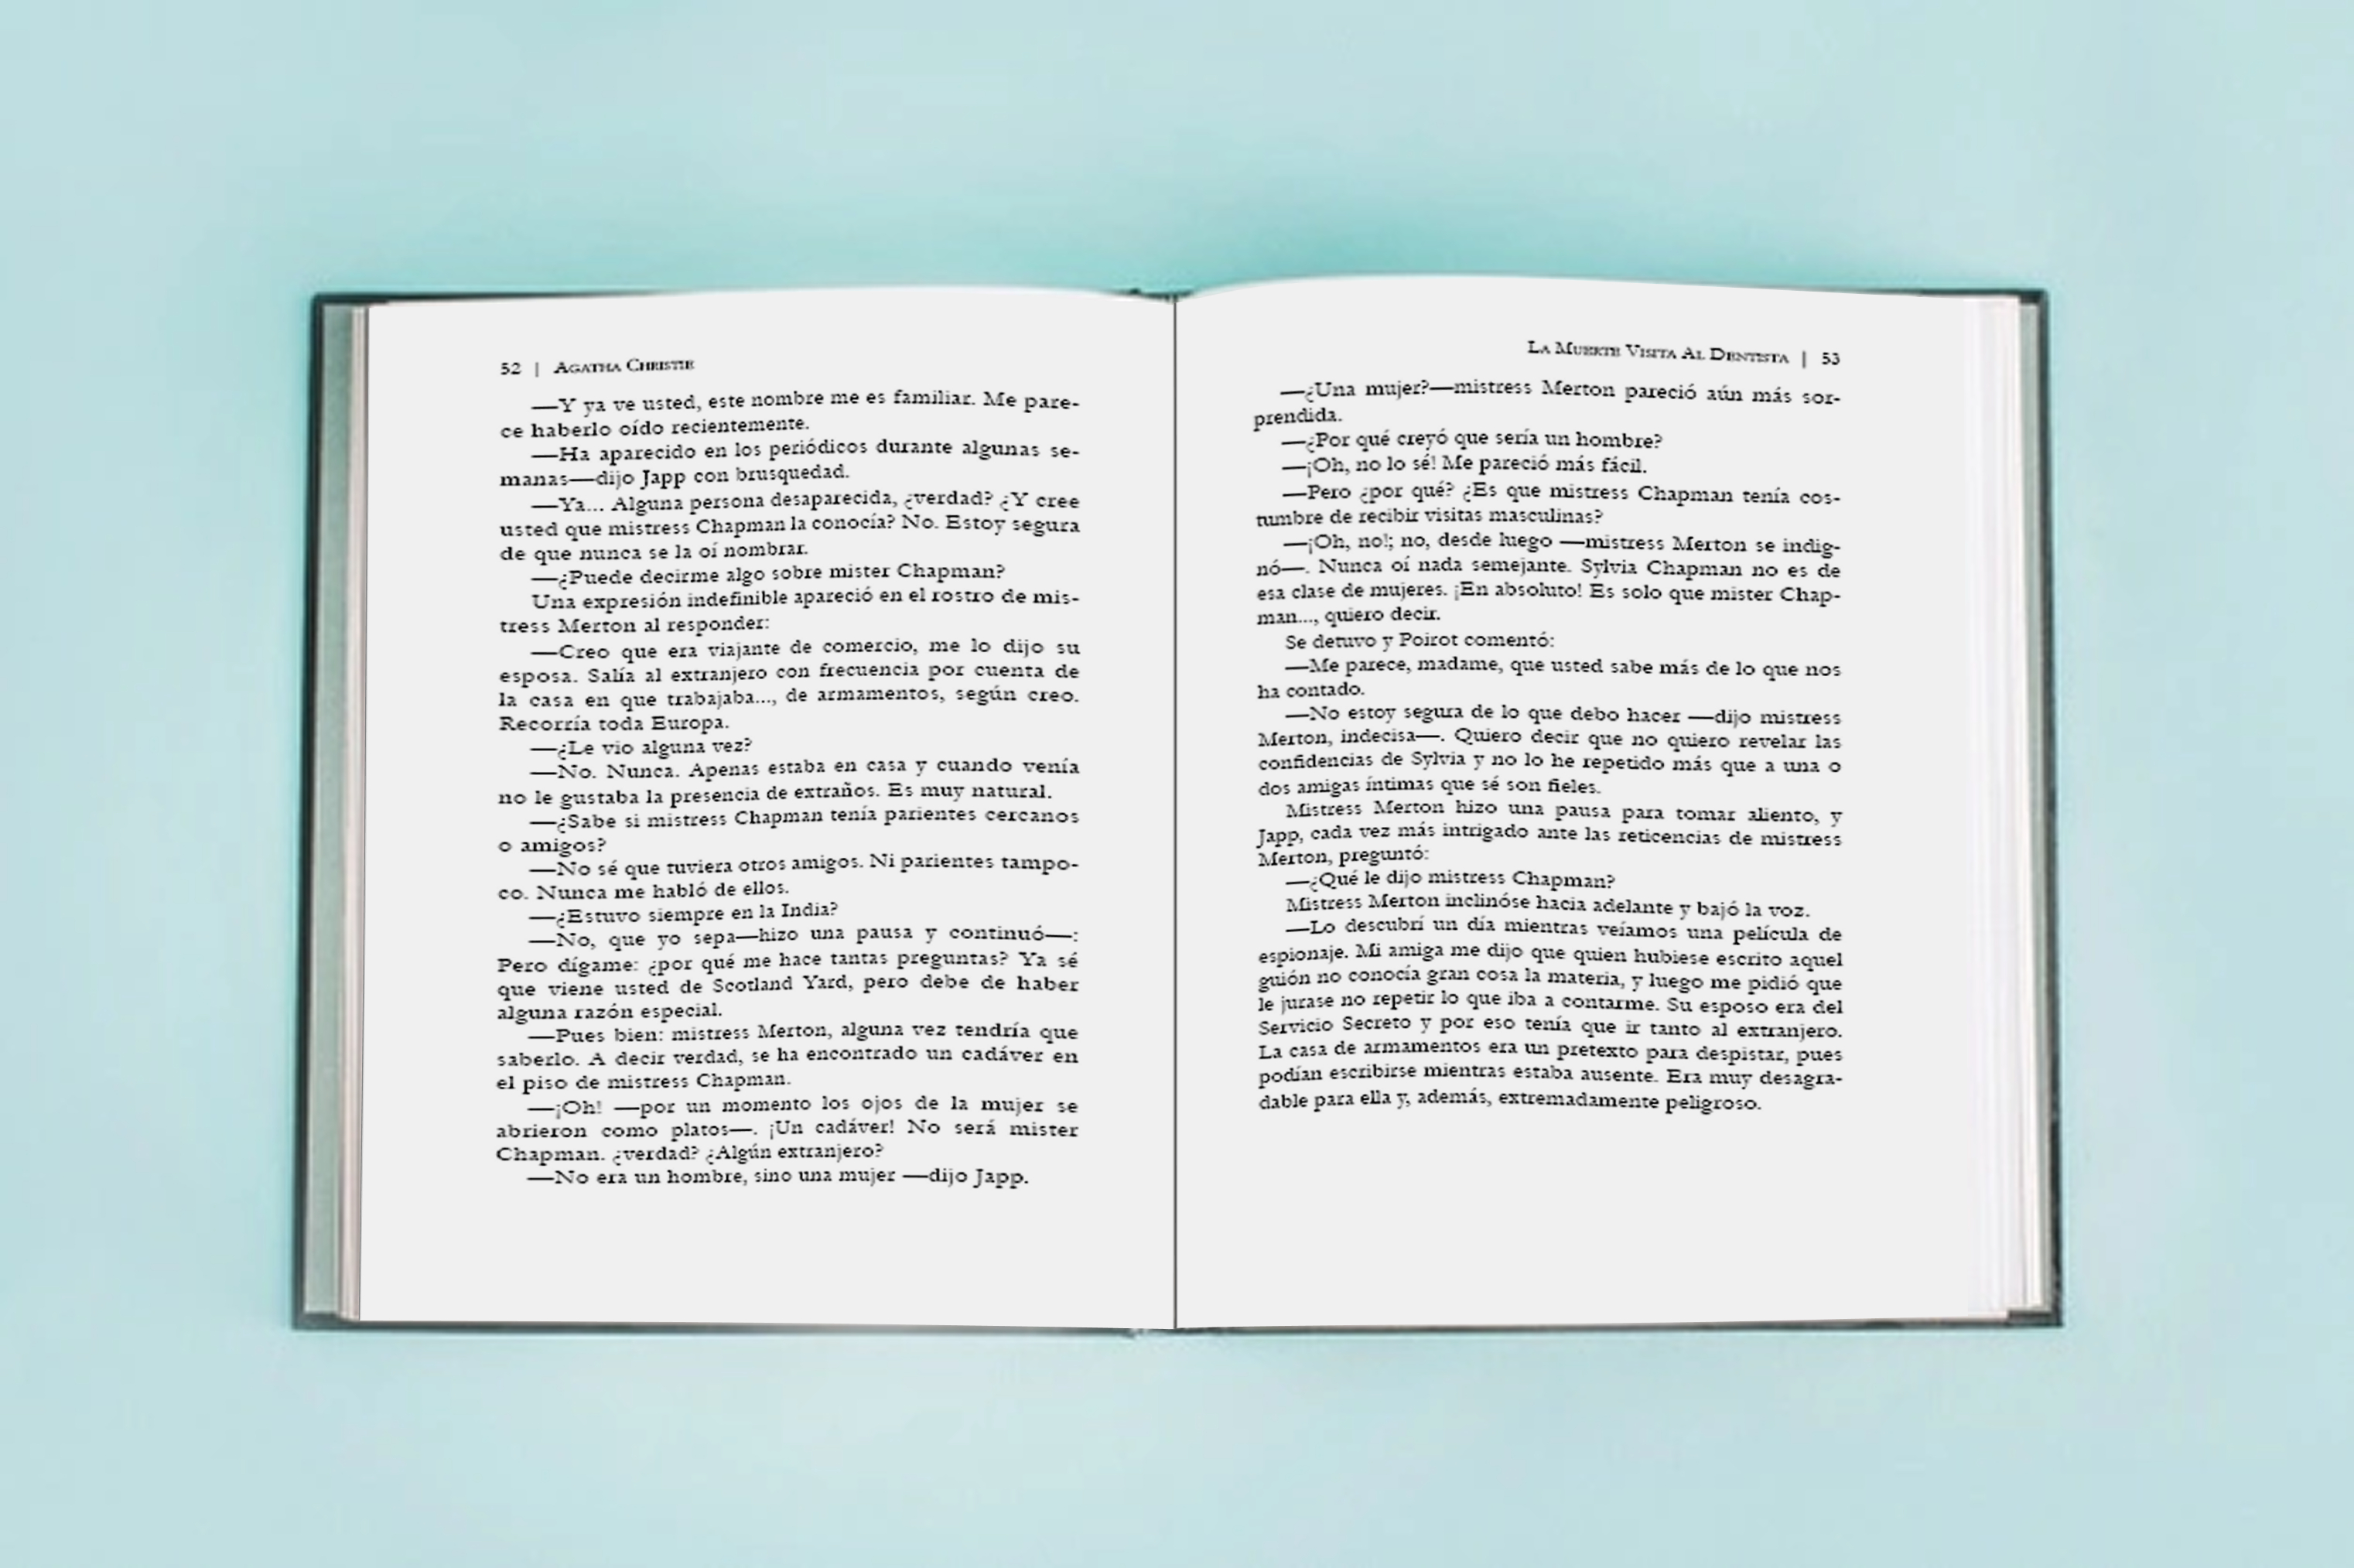 52 | Agatha Christie
—Y ya ve usted, este nombre me es familiar. Me pare-
ce haberlo oído recientemente.
—Ha aparecido en los periódicos durante algunas se-
manas—dijo Japp con brusquedad.
—Ya... Alguna persona desaparecida, ¿verdad? ¿Y cree
usted que mistress Chapman la conocía? No. Estoy segura
de que nunca se la oí nombrar.
—¿Puede decirme algo sobre mister Chapman?
Una expresión indefinible apareció en el rostro de mis-
tress Merton al responder:
—Creo que era viajante de comercio, me lo dijo su
esposa. Salía al extranjero con frecuencia por cuenta de
la casa en que trabajaba..., de armamentos, según creo.
Recorría toda Europa.
—¿Le vio alguna vez?
—No. Nunca. Apenas estaba en casa y cuando venía
no le gustaba la presencia de extraños. Es muy natural.
—¿Sabe si mistress Chapman tenía parientes cercanos
o amigos?
—No sé que tuviera otros amigos. Ni parientes tampo-
co. Nunca me habló de ellos.
—¿Estuvo siempre en la India?
—No, que yo sepa—hizo una pausa y continuó—:
Pero dígame: ¿por qué me hace tantas preguntas? Ya sé
que viene usted de Scotland Yard, pero debe de haber
alguna razón especial.
—Pues bien: mistress Merton, alguna vez tendría que
saberlo. A decir verdad, se ha encontrado un cadáver en
el piso de mistress Chapman.
—¡Oh! —por un momento los ojos de la mujer se
abrieron como platos—. ¡Un cadáver! No será mister
Chapman. ¿verdad? ¿Algún extranjero?
—No era un hombre, sino una mujer —dijo Japp.
La Muerte Visita Al Dentista | 53
—¿Una mujer?—mistress Merton pareció aún más sor-
prendida.
—¿Por qué creyó que sería un hombre?
—¡Oh, no lo sé! Me pareció más fácil.
—Pero ¿por qué? ¿Es que mistress Chapman tenía cos-
tumbre de recibir visitas masculinas?
—¡Oh, no!; no, desde luego —mistress Merton se indig-
nó—. Nunca oí nada semejante. Sylvia Chapman no es de
esa clase de mujeres. ¡En absoluto! Es solo que mister Chap-
man..., quiero decir.
Se detuvo y Poirot comentó:
—Me parece, madame, que usted sabe más de lo que nos
ha contado.
—No estoy segura de lo que debo hacer —dijo mistress
Merton, indecisa—. Quiero decir que no quiero revelar las
confidencias de Sylvia y no lo he repetido más que a una o
dos amigas íntimas que sé son fieles.
Mistress Merton hizo una pausa para tomar aliento, y
Japp, cada vez más intrigado ante las reticencias de mistress
Merton, preguntó:
—¿Qué le dijo mistress Chapman?
Mistress Merton inclinóse hacia adelante y bajó la voz.
—Lo descubrí un día mientras veíamos una película de
espionaje. Mi amiga me dijo que quien hubiese escrito aquel
guión no conocía gran cosa la materia, y luego me pidió que
le jurase no repetir lo que iba a contarme. Su esposo era del
Servicio Secreto y por eso tenía que ir tanto al extranjero.
La casa de armamentos era un pretexto para despistar, pues
podían escribirse mientras estaba ausente. Era muy desagra-
dable para ella y, además, extremadamente peligroso.